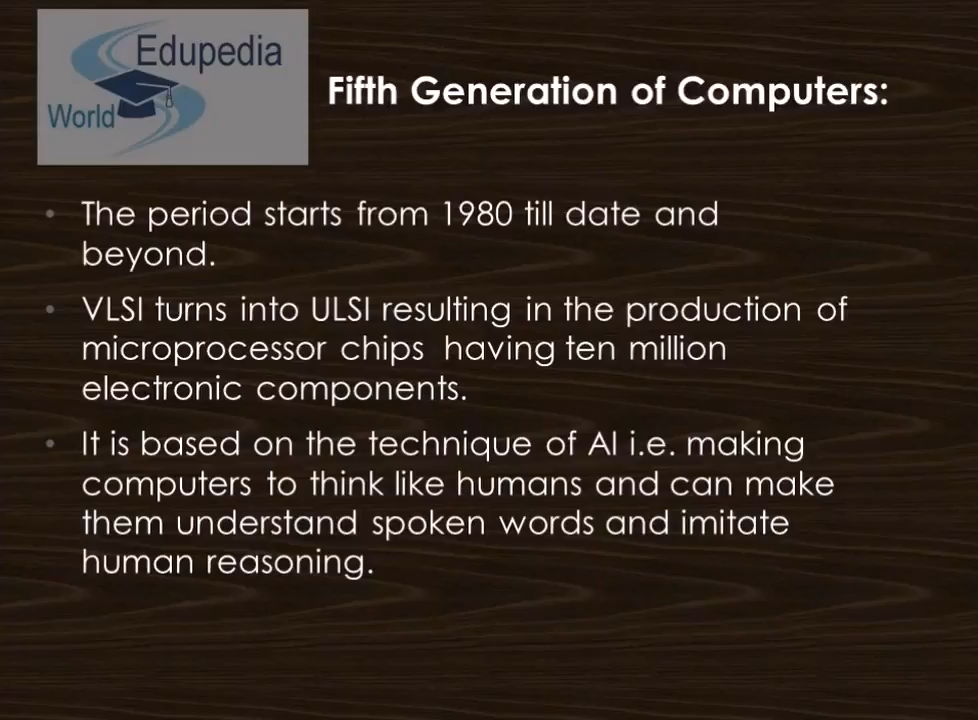 Edupedia
World
Fifth Generation of Computers:
• The period starts from 1980 till date and
beyond.
• VLSI turns into ULSI resulting in the production of
microprocessor chips having ten million
electronic components.
• It is based on the technique of AI i.e. making
computers to think like humans and can make
them understand spoken words and imitate
human reasoning.